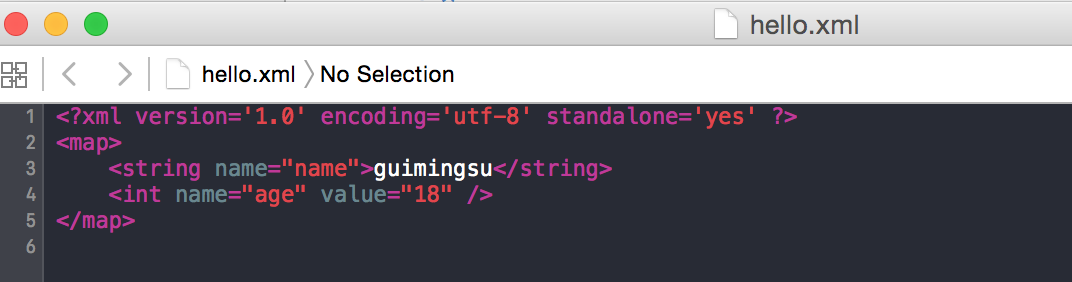 hello.xml
hello.xml 〉No Selection
1 <?xml version='1.0' encoding='utf-8' standalone='yes' ?>
2 <map>
3     <string name="name">guimingsu</string>
4     <int name="age" value="18" />
5 </map>
6